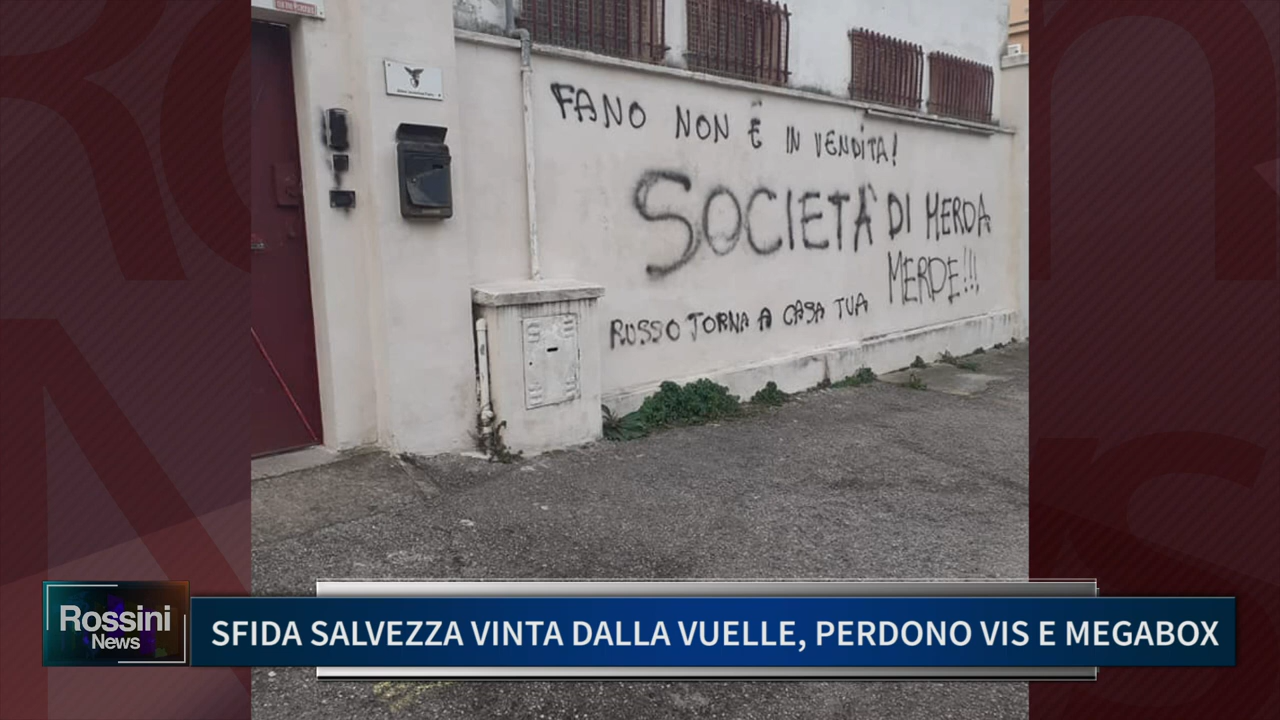 FANO NON È IN VENDITA!
SOCIETÀ DI MERDA
MERDE!!!
RUSSO TORNA A CASA TUA
Rossini
News
SFIDA SALVEZZA VINTA DALLA VUELLE, PERDONO VIS E MEGABOX